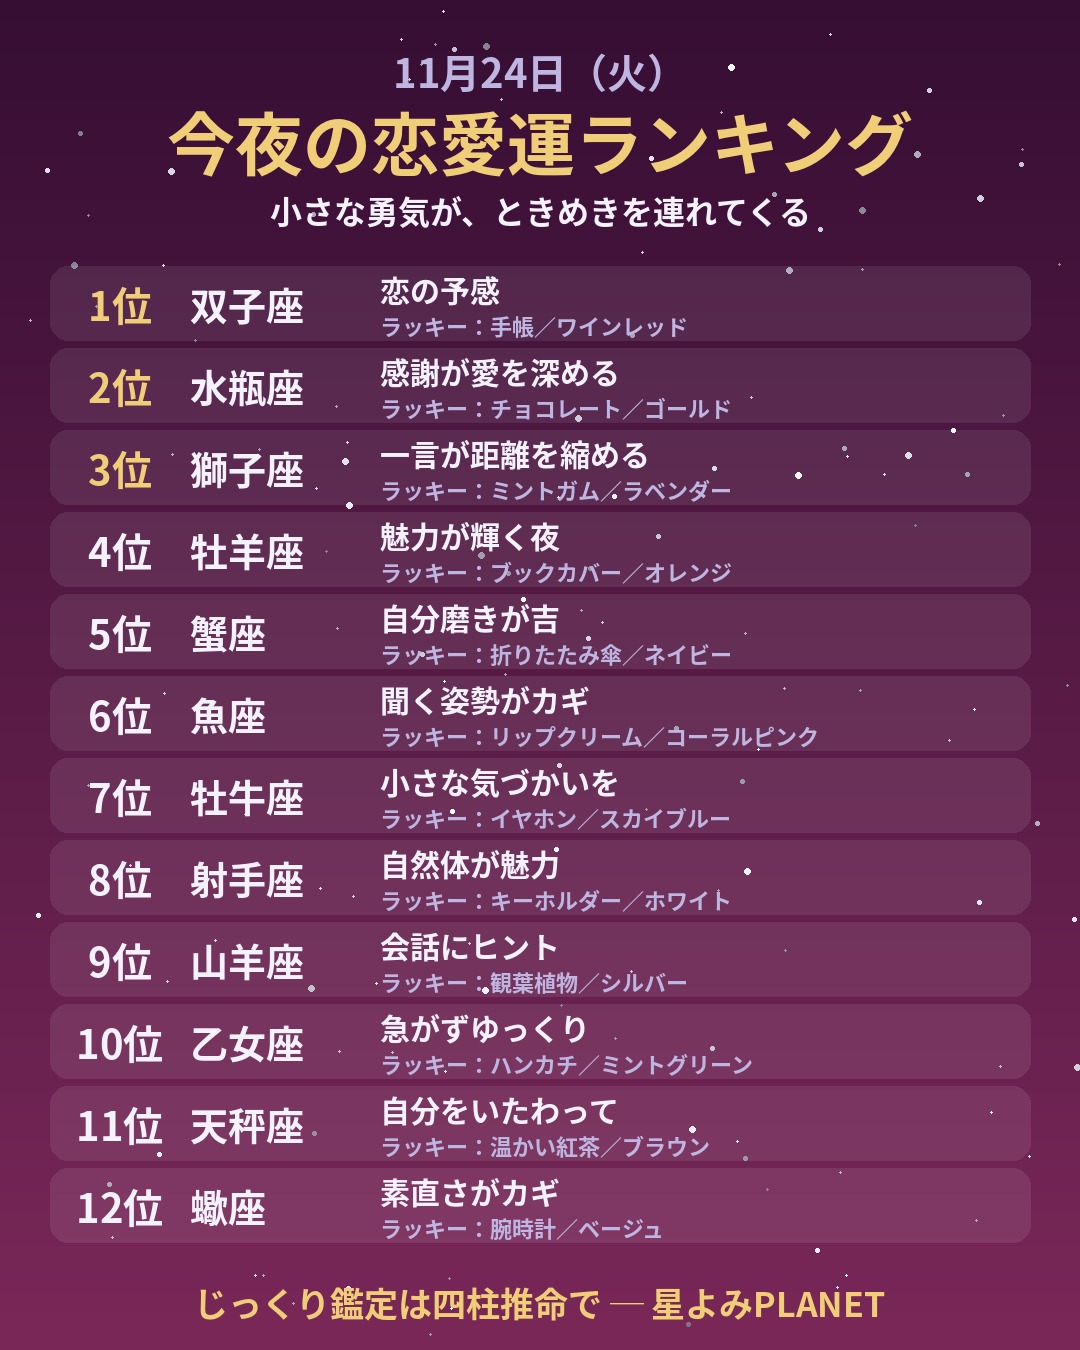 11月24日（火）
今夜の恋愛運ランキング
小さな勇気が、ときめきを連れてくる
1位 双子座 恋の予感
ラッキー：手帳／ワインレッド
2位 水瓶座 感謝が愛を深める
ラッキー：チョコレート／ゴールド
3位 獅子座 一言が距離を縮める
ラッキー：ミントガム／ラベンダー
4位 牡羊座 魅力が輝く夜
ラッキー：ブックカバー／オレンジ
5位 蟹座 自分磨きが吉
ラッキー：折りたたみ傘／ネイビー
6位 魚座 聞く姿勢がカギ
ラッキー：リップクリーム／コーラルピンク
7位 牡牛座 小さな気づかいを
ラッキー：イヤホン／スカイブルー
8位 射手座 自然体が魅力
ラッキー：キーホルダー／ホワイト
9位 山羊座 会話にヒント
ラッキー：観葉植物／シルバー
10位 乙女座 急がずゆっくり
ラッキー：ハンカチ／ミントグリーン
11位 天秤座 自分をいたわって
ラッキー：温かい紅茶／ブラウン
12位 蠍座 素直さがカギ
ラッキー：腕時計／ベージュ
じっくり鑑定は四柱推命で ― 星よみPLANET